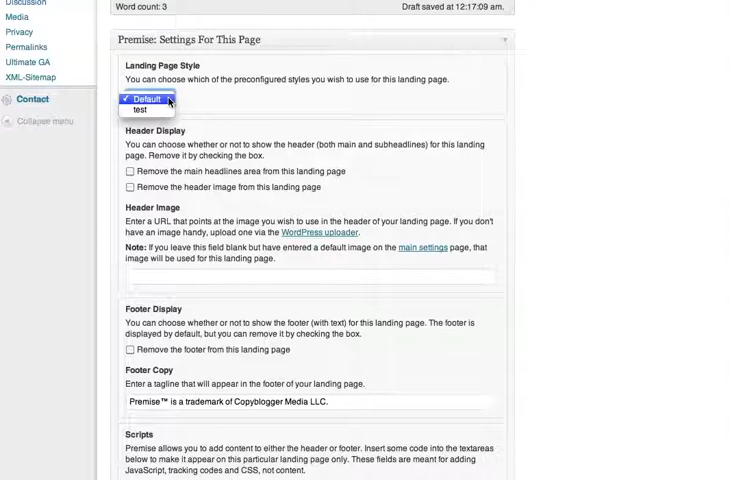 Discussion
Media
Privacy
Permalinks
Ultimate GA
XML-Sitemap
Contact
Collapse menu
Word count: 3
Draft saved at 12:17:09 am.
Premise: Settings For This Page
Landing Page Style
You can choose which of the preconfigured styles you wish to use for this landing page.
✓ Default
test
Header Display
You can choose whether or not to show the header (both main and subheadlines) for this landing
page. Remove it by checking the box.
Remove the main headlines area from this landing page
Remove the header image from this landing page
Header Image
Enter a URL that points at the image you wish to use in the header of your landing page. If you don't
have an image handy, upload one via the WordPress uploader.
Note: If you leave this field blank but have entered a default image on the main settings page, that
image will be used for this landing page.
Footer Display
You can choose whether or not to show the footer (with text) for this landing page. The footer is
displayed by default, but you can remove it by checking the box.
Remove the footer from this landing page
Footer Copy
Enter a tagline that will appear in the footer of your landing page.
Premise™ is a trademark of Copyblogger Media LLC.
Scripts
Premise allows you to add content to either the header or footer. Insert some code into the textareas
below to make it appear on this particular landing page only. These fields are meant for adding
JavaScript, tracking codes and CSS, not content.